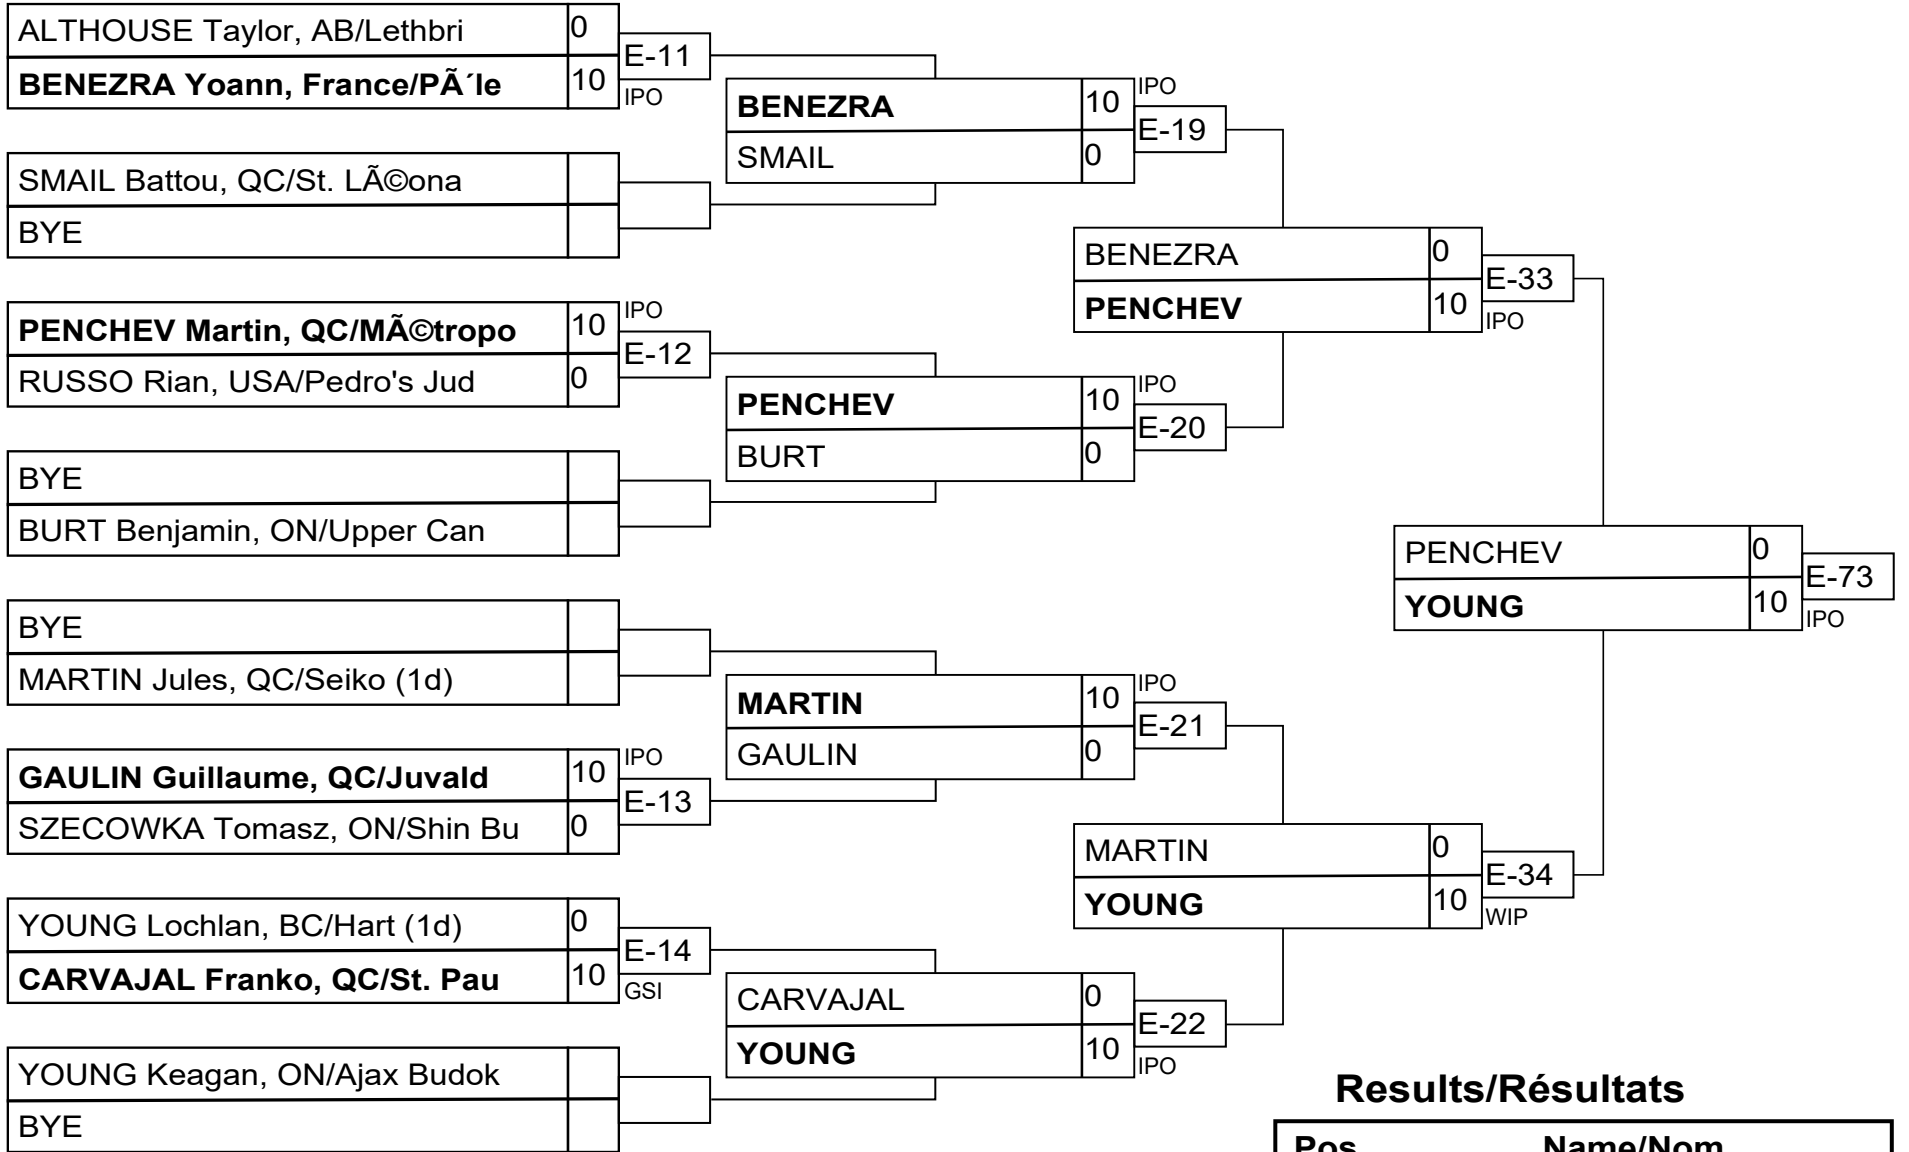 ALTHOUSE Taylor, AB/Lethbri 0
E-11
BENEZRA Yoann, France/PÃ´le 10
IPO
SMAIL Battou, QC/St. LÃ©ona
BYE
PENCHEV Martin, QC/MÃ©tropo 10
IPO
E-12
RUSSO Rian, USA/Pedro's Jud 0
BYE
BURT Benjamin, ON/Upper Can
BYE
MARTIN Jules, QC/Seiko (1d)
GAULIN Guillaume, QC/Juvald 10
IPO
E-13
SZECOWKA Tomasz, ON/Shin Bu 0
YOUNG Lochlan, BC/Hart (1d) 0
E-14
CARVAJAL Franko, QC/St. Pau 10
GSI
YOUNG Keagan, ON/Ajax Budok
BYE
BENEZRA 10
IPO
E-19
SMAIL 0
PENCHEV 10
IPO
E-20
BURT 0
MARTIN 10
IPO
E-21
GAULIN 0
CARVAJAL 0
E-22
YOUNG 10
IPO
BENEZRA 0
E-33
PENCHEV 10
IPO
MARTIN 0
E-34
YOUNG 10
WIP
PENCHEV 0
E-73
YOUNG 10
IPO
Results/Résultats
Pos Name/Nom